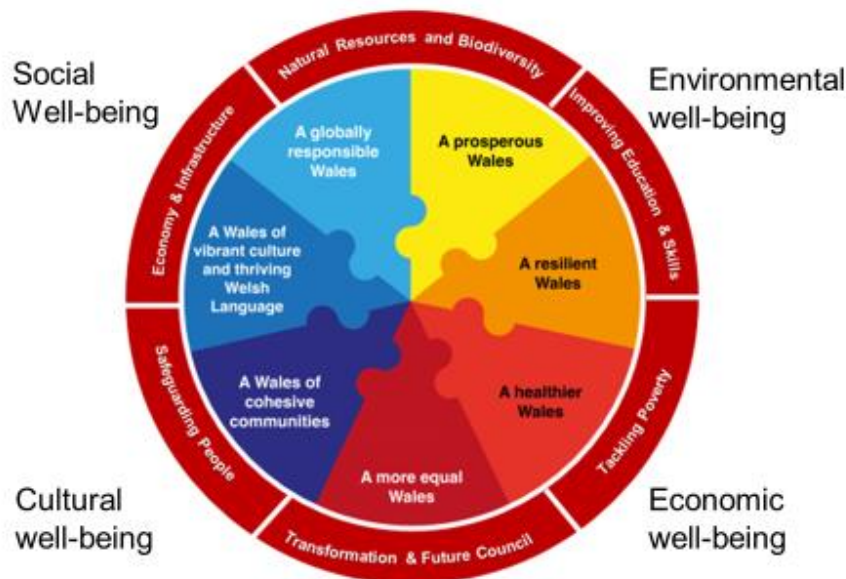 Social
Well-being
Environmental
well-being
Natural Resources and Biodiversity
Improving Education & Skills
Tackling Poverty
Transformation & Future Council
Safeguarding People
Economy & Infrastructure
A globally
responsible
Wales
A prosperous
Wales
A resilient
Wales
A healthier
Wales
A more equal
Wales
A Wales of
cohesive
communities
A Wales of
vibrant culture
and thriving
Welsh
Language
Cultural
well-being
Economic
well-being